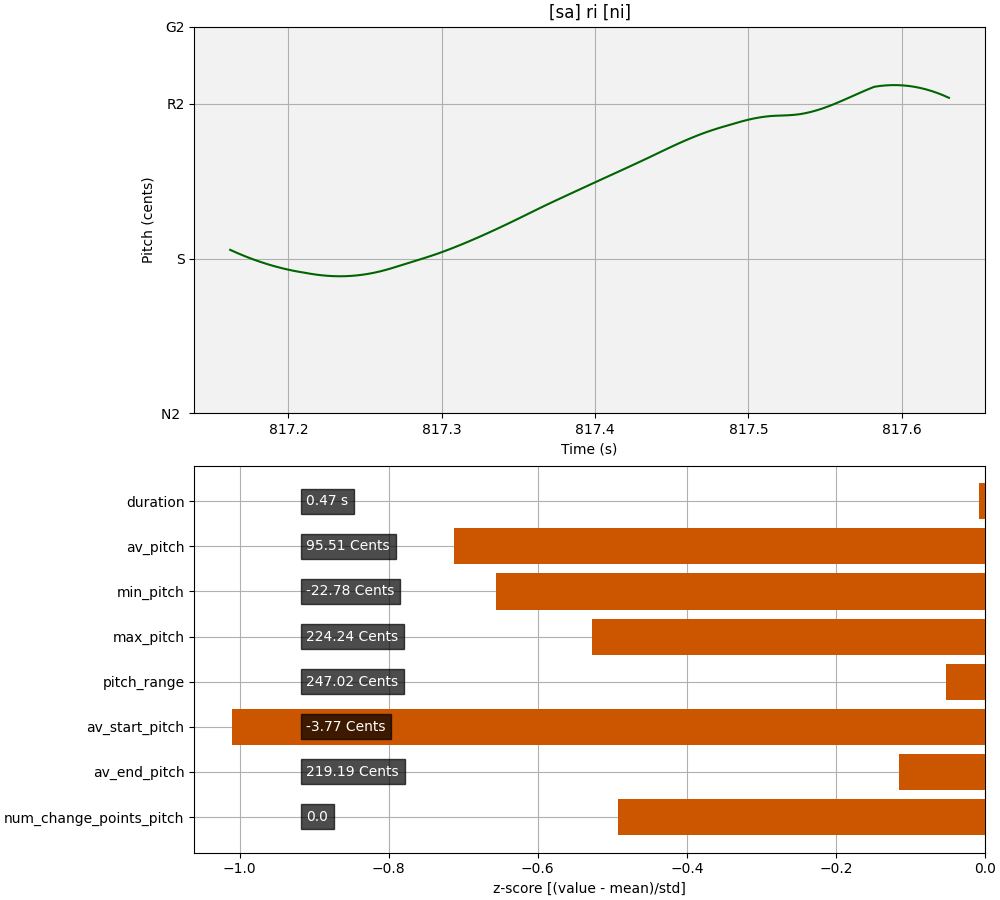 [sa] ri [ni]
G2
R2
S
N2
Pitch (cents)
817.2 817.3 817.4 817.5 817.6
Time (s)
duration 0.47 s
av_pitch 95.51 Cents
min_pitch -22.78 Cents
max_pitch 224.24 Cents
pitch_range 247.02 Cents
av_start_pitch -3.77 Cents
av_end_pitch 219.19 Cents
num_change_points_pitch 0.0
−1.0 −0.8 −0.6 −0.4 −0.2 0.0
z-score [(value - mean)/std]